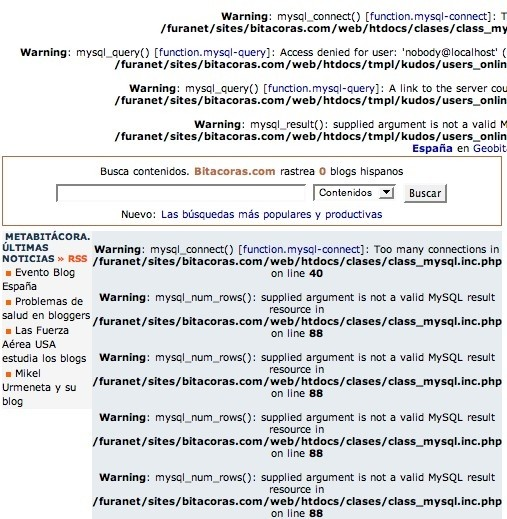 Warning: mysql_connect() [function.mysql-connect]: T
/furanet/sites/bitacoras.com/web/htdocs/clases/class_my
Warning: mysql_query() [function.mysql-query]: Access denied for user: 'nobody@localhost' (
/furanet/sites/bitacoras.com/web/htdocs/tmpl/kudos/users_onlin
Warning: mysql_query() [function.mysql-query]: A link to the server cou
/furanet/sites/bitacoras.com/web/htdocs/tmpl/kudos/users_onlin
Warning: mysql_result(): supplied argument is not a valid M
/furanet/sites/bitacoras.com/web/htdocs/tmpl/kudos/users_onlin
España en Geobit
Busca contenidos. Bitacoras.com rastrea 0 blogs hispanos
Contenidos Buscar
Nuevo: Las búsquedas más populares y productivas
METABITÁCORA.
ÚLTIMAS
NOTICIAS » RSS
Evento Blog
España
Problemas de
salud en bloggers
Las Fuerza
Aérea USA
estudia los blogs
Mikel
Urmeneta y su
blog
Warning: mysql_connect() [function.mysql-connect]: Too many connections in
/furanet/sites/bitacoras.com/web/htdocs/clases/class_mysql.inc.php
on line 40
Warning: mysql_num_rows(): supplied argument is not a valid MySQL result
resource in
/furanet/sites/bitacoras.com/web/htdocs/clases/class_mysql.inc.php
on line 88
Warning: mysql_num_rows(): supplied argument is not a valid MySQL result
resource in
/furanet/sites/bitacoras.com/web/htdocs/clases/class_mysql.inc.php
on line 88
Warning: mysql_num_rows(): supplied argument is not a valid MySQL result
resource in
/furanet/sites/bitacoras.com/web/htdocs/clases/class_mysql.inc.php
on line 88
Warning: mysql_num_rows(): supplied argument is not a valid MySQL result
resource in
/furanet/sites/bitacoras.com/web/htdocs/clases/class_mysql.inc.php
on line 88